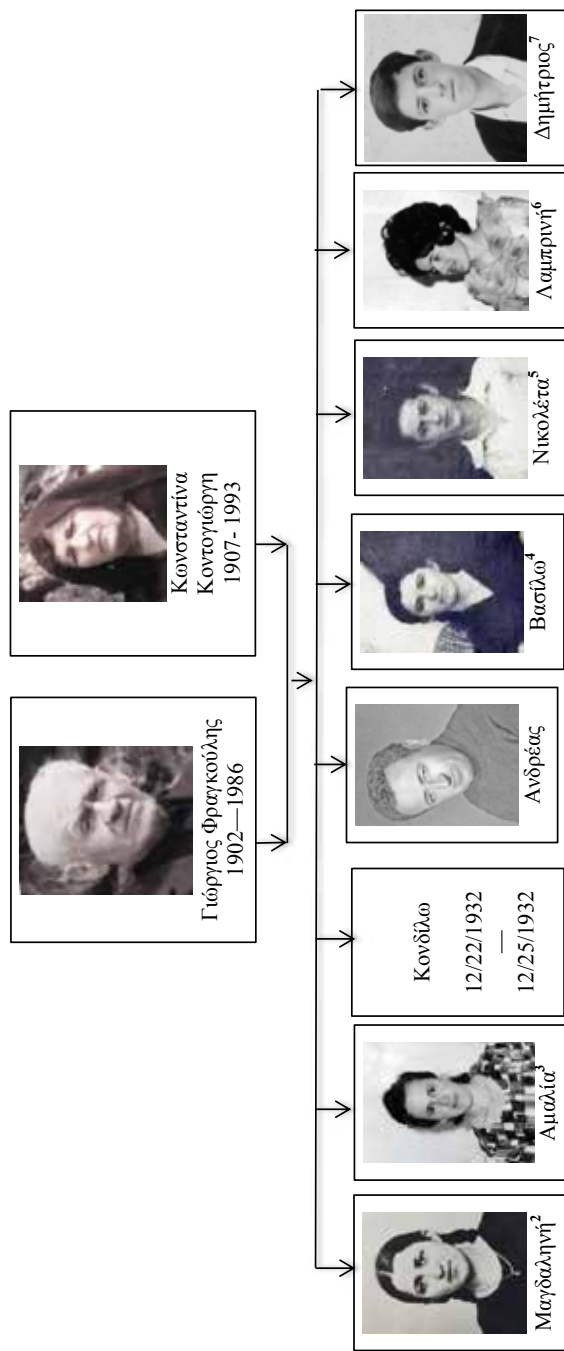 Γιώργιος Φραγκούλης
1902—1986
Κωνσταντίνα
Κοντογιώργη
1907- 1993
Μαγδαληνή²
Αμαλία³
Κονδίλω
12/22/1932
—
12/25/1932
Ανδρέας
Βασίλω⁴
Νικολέτα⁵
Λαμπρινή⁶
Δημήτριος⁷